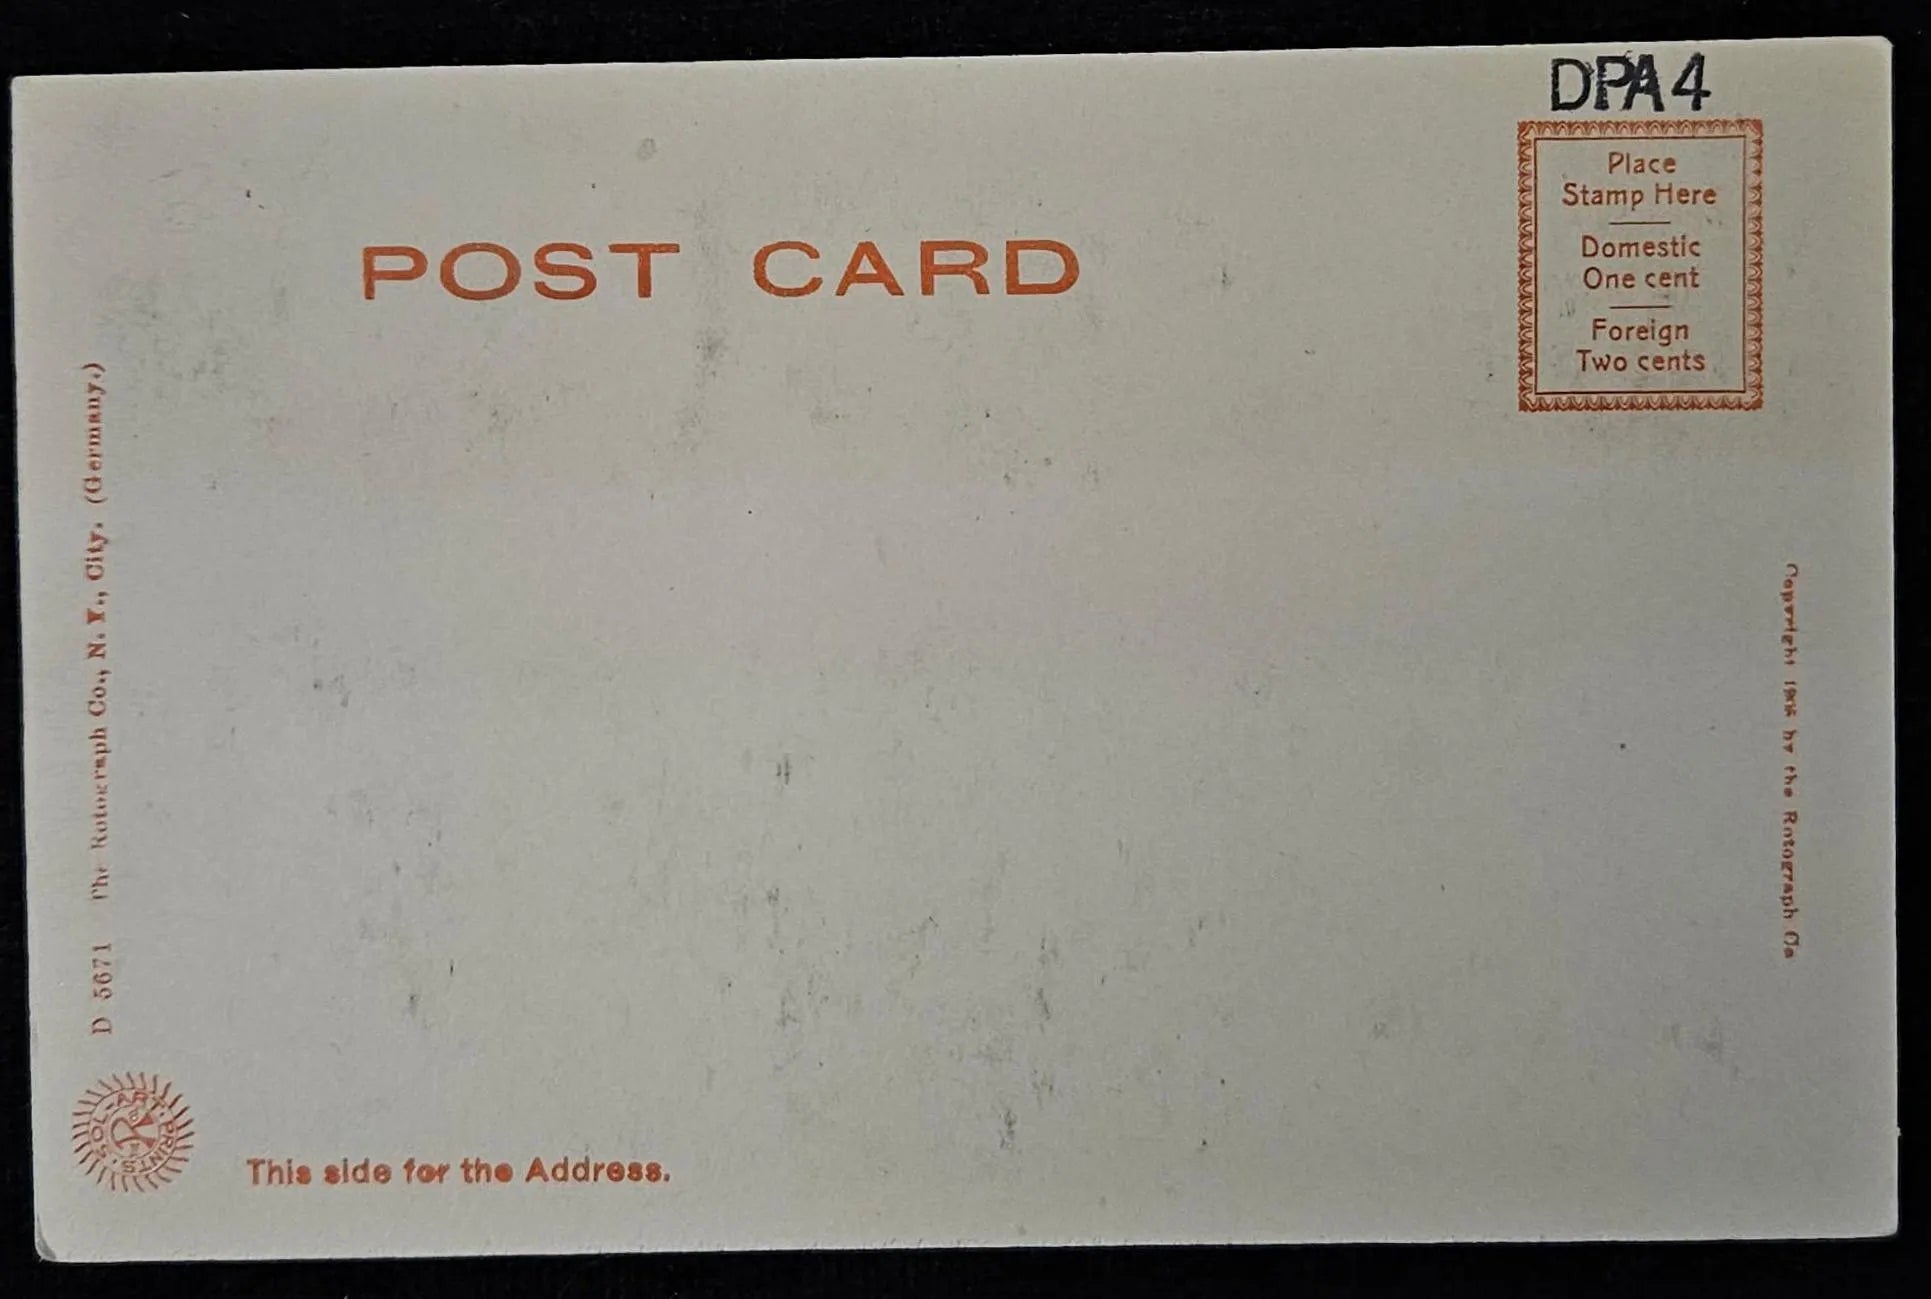 DPA4
Place
Stamp Here
Domestic
One cent
Foreign
Two cents
POST CARD
D 5671 The Rotograph Co., N. Y., City. (Germany.)
Copyright by the Rotograph Co
SOL-ART PRINTS
R
This side for the Address.